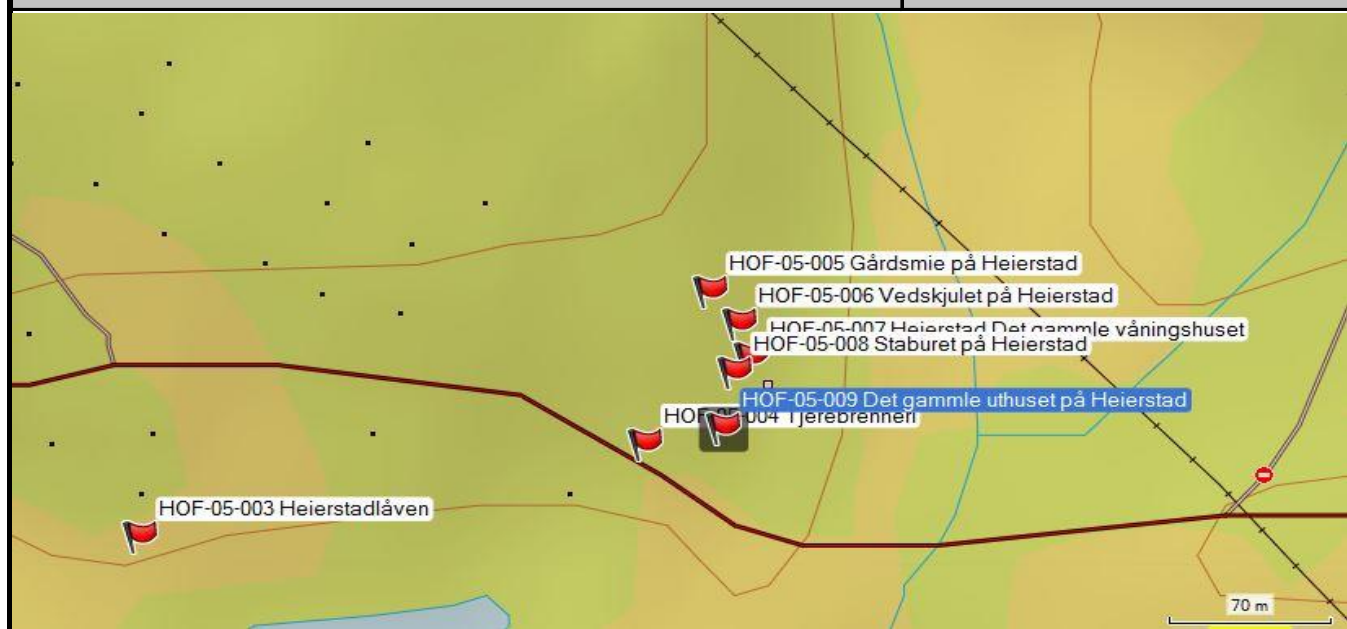 HOF-05-005 Gårdsmie på Heierstad
HOF-05-006 Vedskjulet på Heierstad
HOF-05-007 Heierstad Det gammle våningshuset
HOF-05-008 Staburet på Heierstad
HOF-05-009 Det gammle uthuset på Heierstad
HOF-05-004 Tjerebrenneri
HOF-05-003 Heierstadlåven
70 m